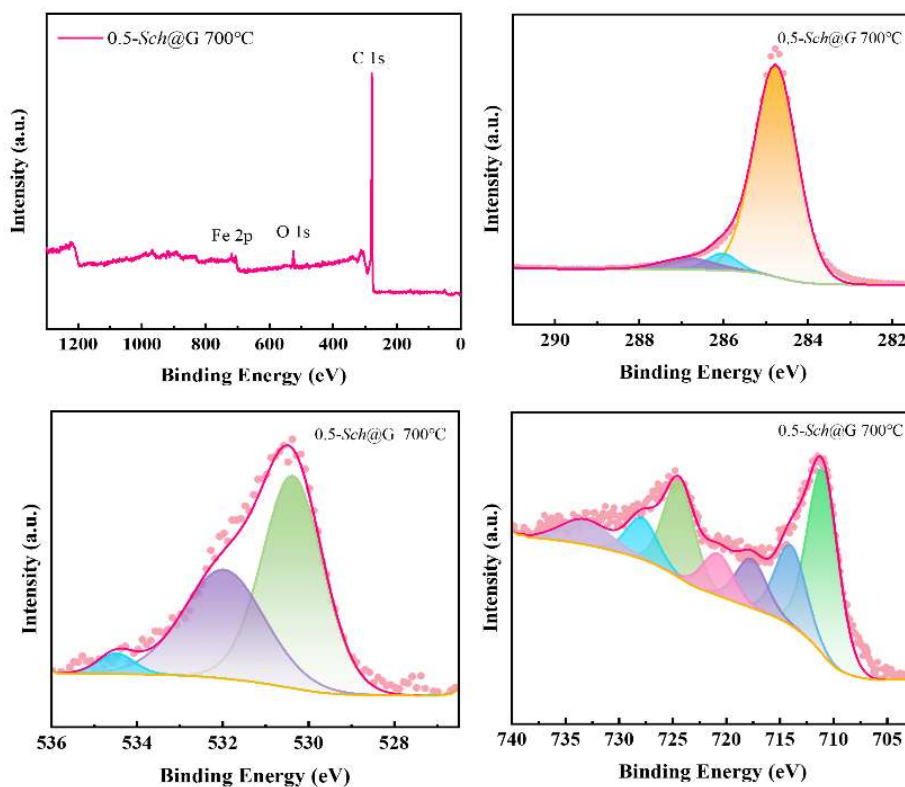 0.5-Sch@G 700°C
C 1s
Fe 2p
O 1s
Intensity (a.u.)
1200 1000 800 600 400 200 0
Binding Energy (eV)
0.5-Sch@G 700°C
Intensity (a.u.)
290 288 286 284 282
Binding Energy (eV)
0.5-Sch@G 700°C
Intensity (a.u.)
536 534 532 530 528
Binding Energy (eV)
0.5-Sch@G 700°C
Intensity (a.u.)
740 735 730 725 720 715 710 705
Binding Energy (eV)